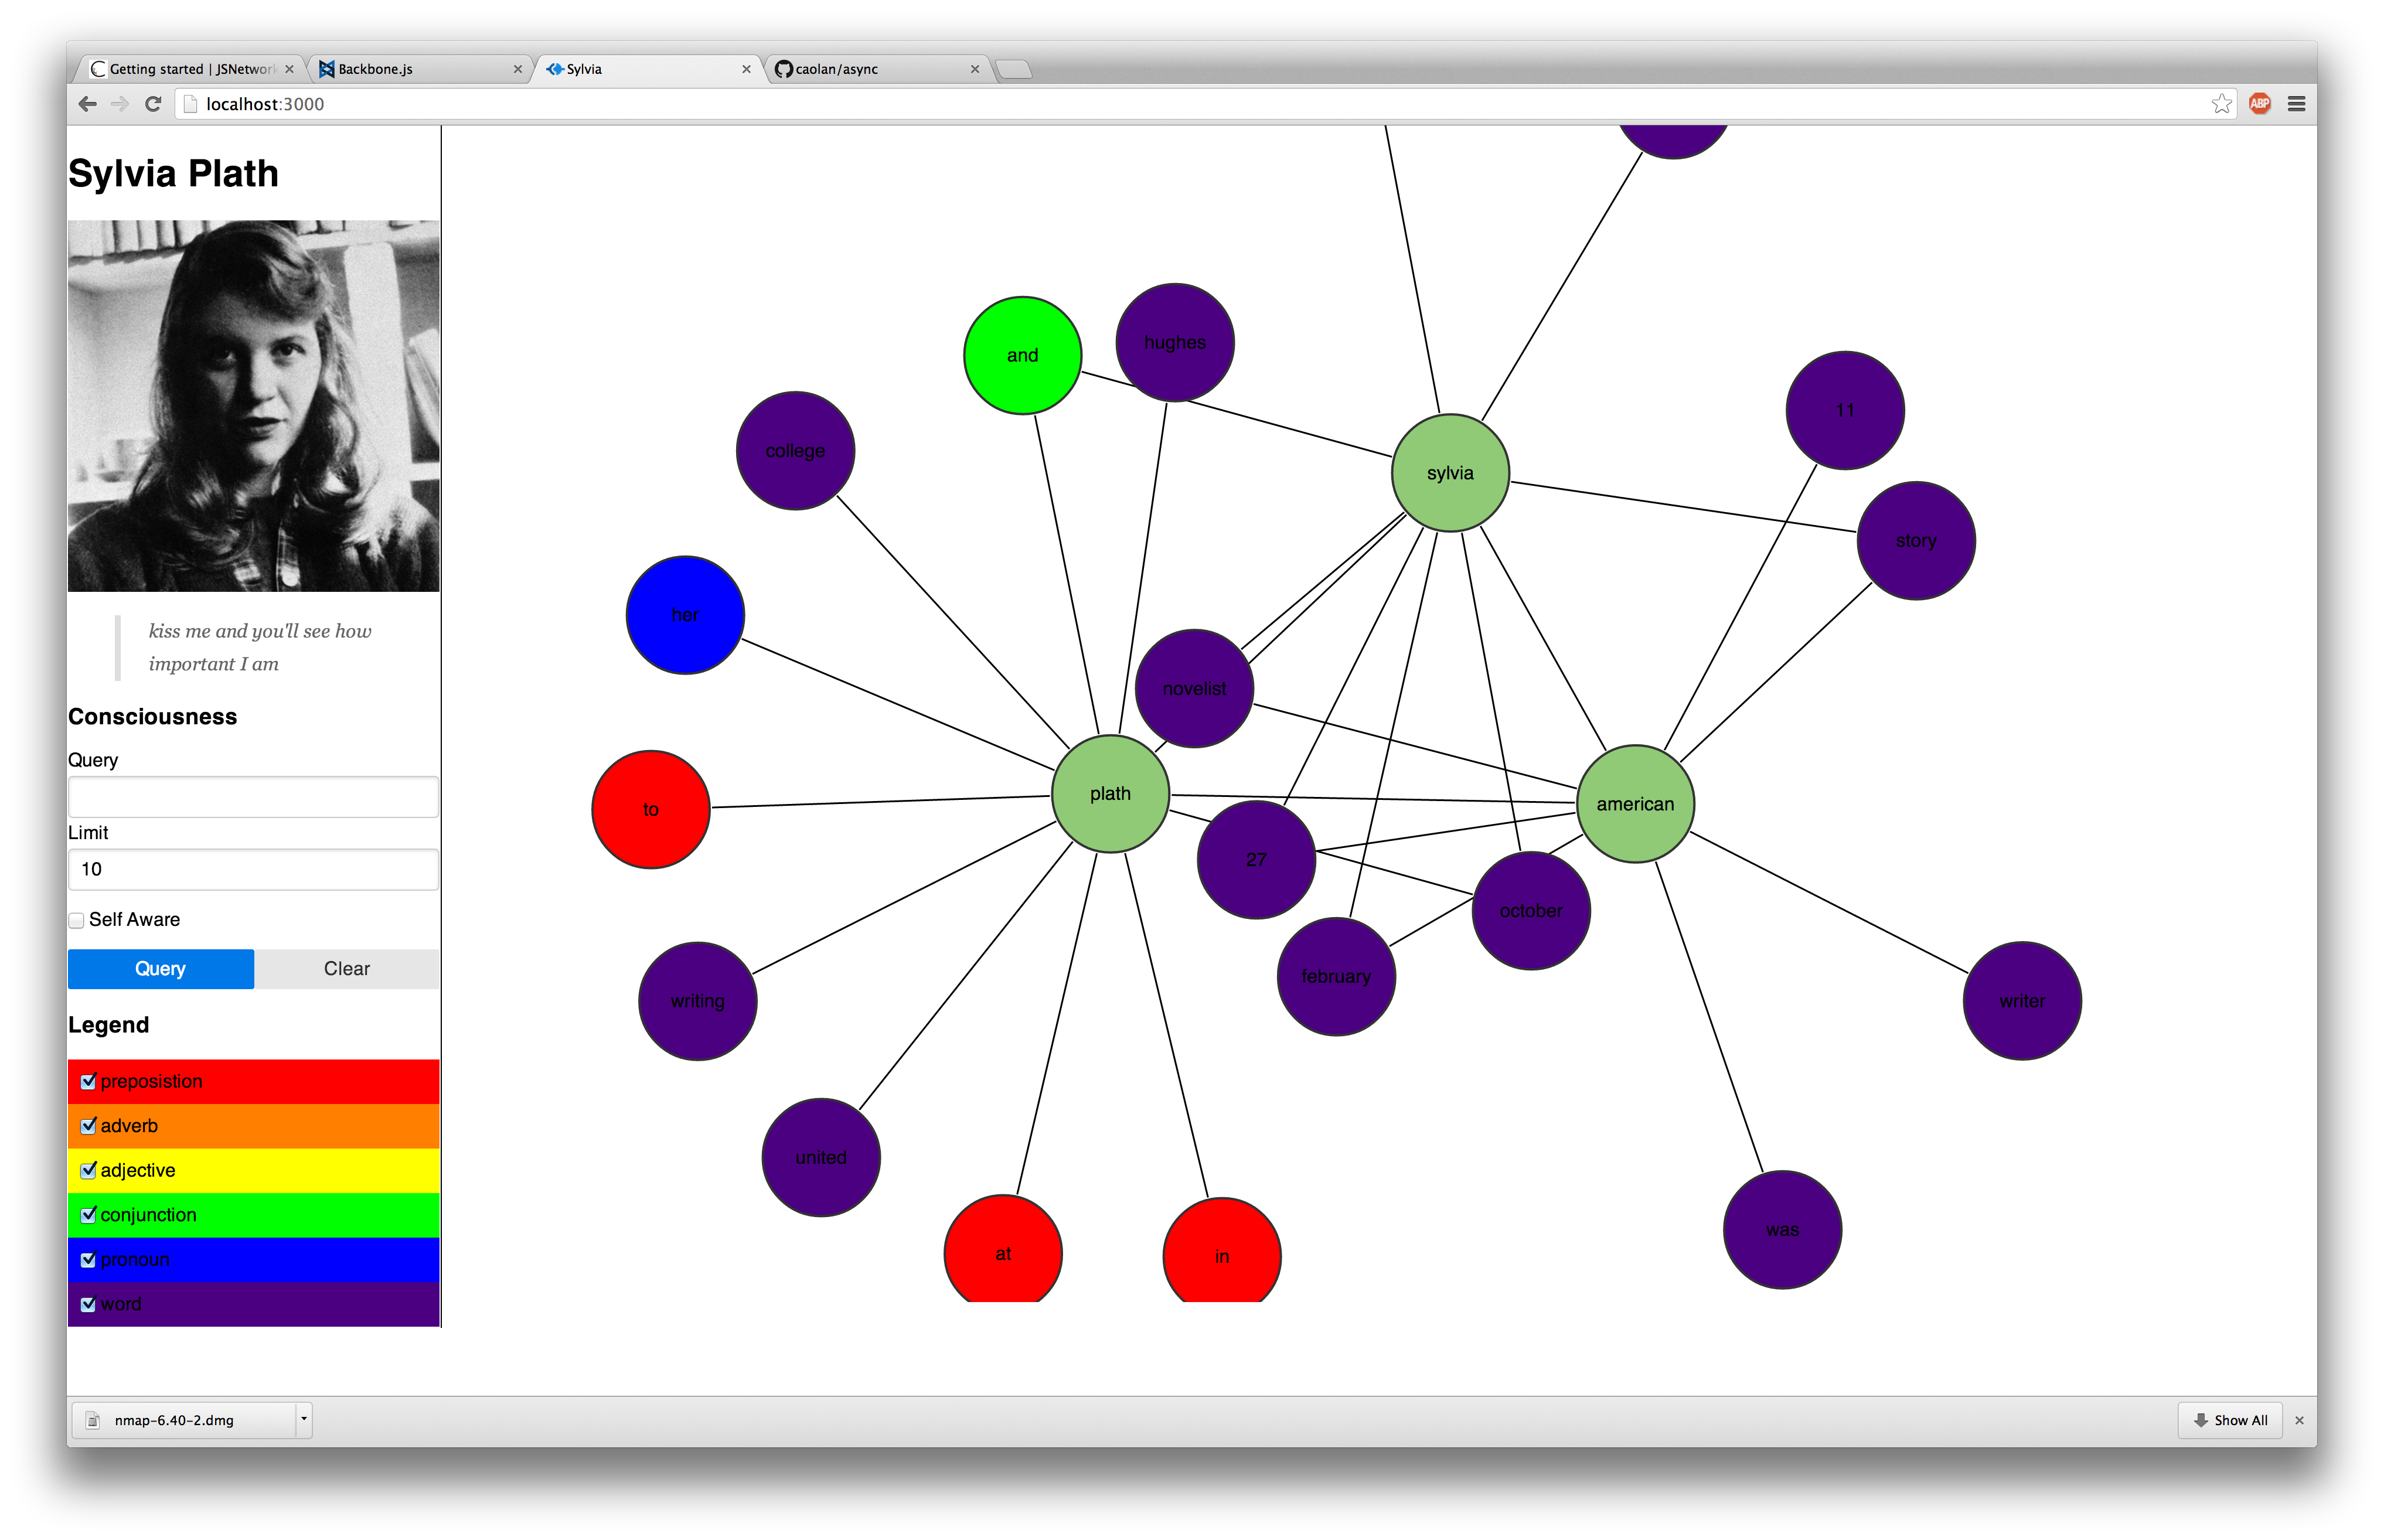 Getting started | JSNetwor
Backbone.js
Sylvia
caolan/async
localhost:3000
ABP
Sylvia Plath
kiss me and you'll see how
important I am
Consciousness
Query
Limit
10
Self Aware
Query
Clear
Legend
preposistion
adverb
adjective
conjunction
pronoun
word
and
hughes
college
sylvia
11
story
her
novelist
to
plath
american
27
october
february
writing
writer
united
at
in
was
nmap-6.40-2.dmg
Show All